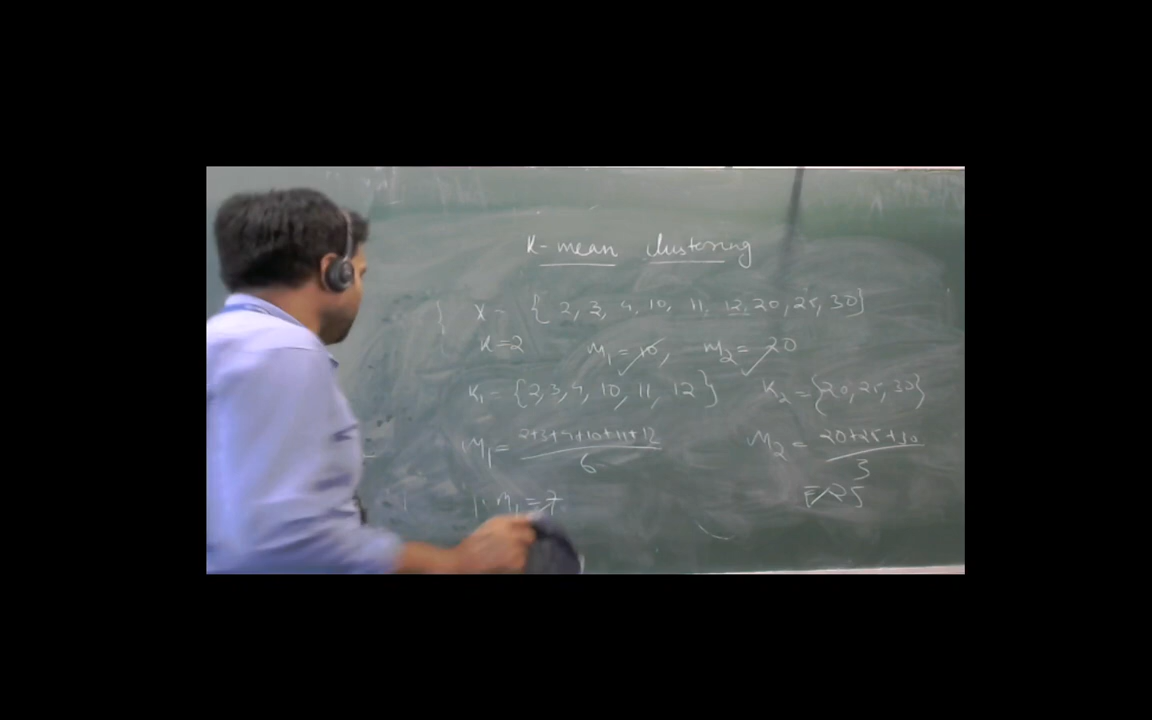 K-mean clustering
X = { 2, 3, 4, 10, 11, 12, 20, 25, 30}
K=2 M1 = 10, M2 = 20
K1 = {2, 3, 4, 10, 11, 12} K2 = {20, 25, 30}
M1 = 2+3+4+10+11+12 / 6 M2 = 20+25+30 / 3
M1 = 7 25